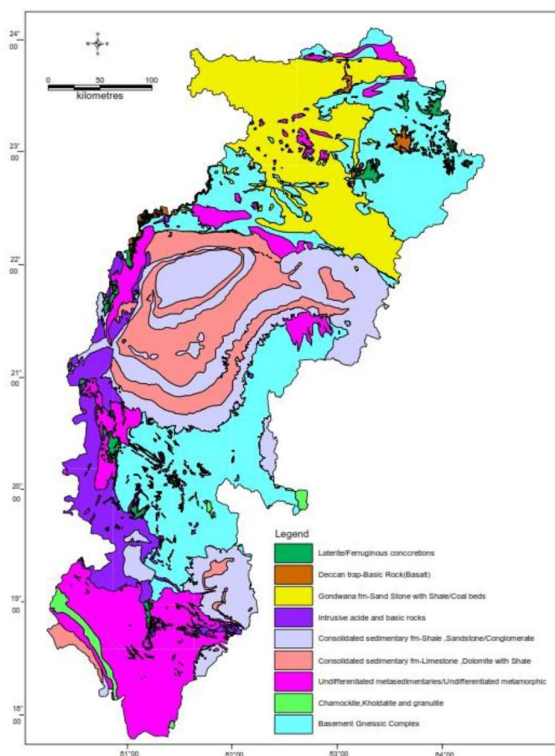 24
00
0 50 100
kilometres
23
00
22
00
21
00
20
00
19
00
18
00
Legend
Laterite/Ferruginous conccretions
Deccan trap-Basic Rock(Basalt)
Gondwana fm-Sand Stone with Shale/Coal beds
Intrusive acide and basic rocks
Consolidated sedimentary fm-Shale ,Sandstone/Conglomerate
Consolidated sedimentary fm-Limestone ,Dolomite with Shale
Undifferentiated metasedimentaries/Undifferentiated metamorphic
Charnockite,Kholdalite and granulite
Basement Gneissic Complex
81°00 82°00 83°00 84°00